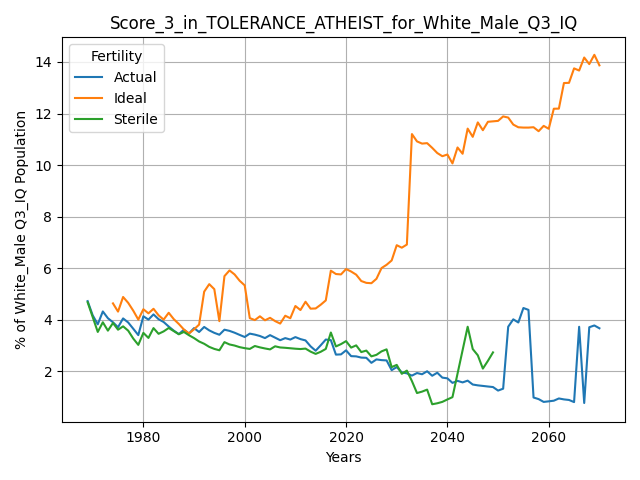 Score_3_in_TOLERANCE_ATHEIST_for_White_Male_Q3_IQ
Fertility
Actual
Ideal
Sterile
% of White_Male Q3_IQ Population
14
12
10
8
6
4
2
1980
2000
2020
2040
2060
Years